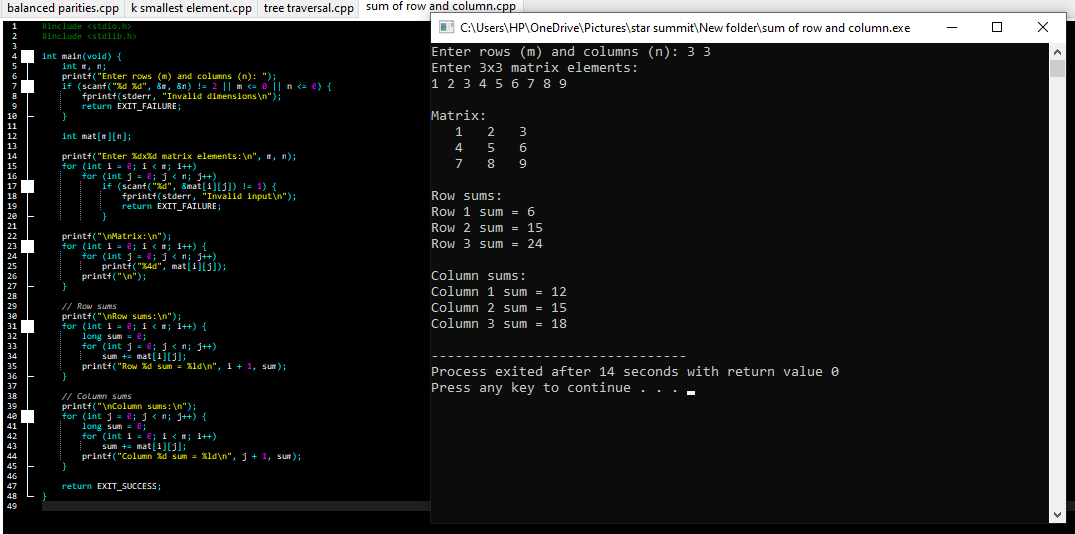 balanced parities.cpp k smallest element.cpp tree traversal.cpp sum of row and column.cpp
1 #include <stdio.h>
2 #include <stdlib.h>
3
4 int main(void) {
5 int m, n;
6 printf("Enter rows (m) and columns (n): ");
7 if (scanf("%d %d", &m, &n) != 2 || m <= 0 || n <= 0) {
8 fprintf(stderr, "Invalid dimensions\n");
9 return EXIT_FAILURE;
10 }
11
12 int mat[m][n];
13
14 printf("Enter %dx%d matrix elements:\n", m, n);
15 for (int i = 0; i < m; i++)
16 for (int j = 0; j < n; j++)
17 if (scanf("%d", &mat[i][j]) != 1) {
18 fprintf(stderr, "Invalid input\n");
19 return EXIT_FAILURE;
20 }
21
22 printf("\nMatrix:\n");
23 for (int i = 0; i < m; i++) {
24 for (int j = 0; j < n; j++)
25 printf("%4d", mat[i][j]);
26 printf("\n");
27 }
28
29 // Row sums
30 printf("\nRow sums:\n");
31 for (int i = 0; i < m; i++) {
32 long sum = 0;
33 for (int j = 0; j < n; j++)
34 sum += mat[i][j];
35 printf("Row %d sum = %ld\n", i + 1, sum);
36 }
37
38 // Column sums
39 printf("\nColumn sums:\n");
40 for (int j = 0; j < n; j++) {
41 long sum = 0;
42 for (int i = 0; i < m; i++)
43 sum += mat[i][j];
44 printf("Column %d sum = %ld\n", j + 1, sum);
45 }
46
47 return EXIT_SUCCESS;
48 }
49
C:\Users\HP\OneDrive\Pictures\star summit\New folder\sum of row and column.exe
Enter rows (m) and columns (n): 3 3
Enter 3x3 matrix elements:
1 2 3 4 5 6 7 8 9

Matrix:
   1   2   3
   4   5   6
   7   8   9

Row sums:
Row 1 sum = 6
Row 2 sum = 15
Row 3 sum = 24

Column sums:
Column 1 sum = 12
Column 2 sum = 15
Column 3 sum = 18

--------------------------------
Process exited after 14 seconds with return value 0
Press any key to continue . . .